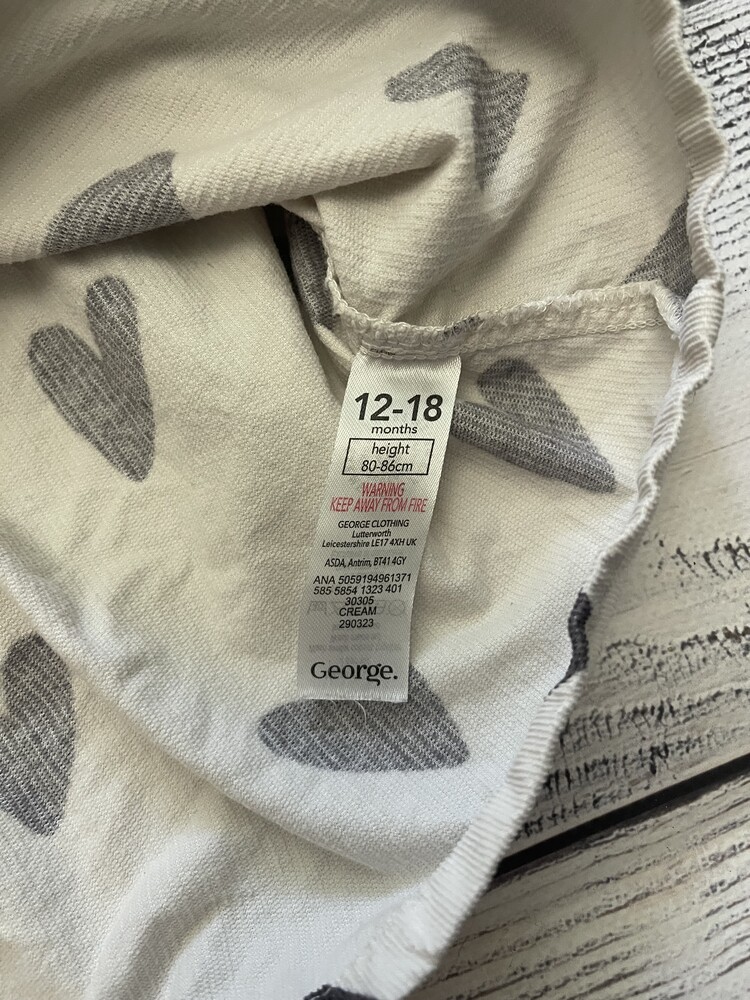 12-18
months
height
80-86cm
WARNING
KEEP AWAY FROM FIRE
GEORGE CLOTHING
Lutterworth
Leicestershire LE17 4XH UK
ASDA, Antrim, BT41 4GY
ANA 5059194961371
585 5854 1323 401
30305
CREAM
290323
George.